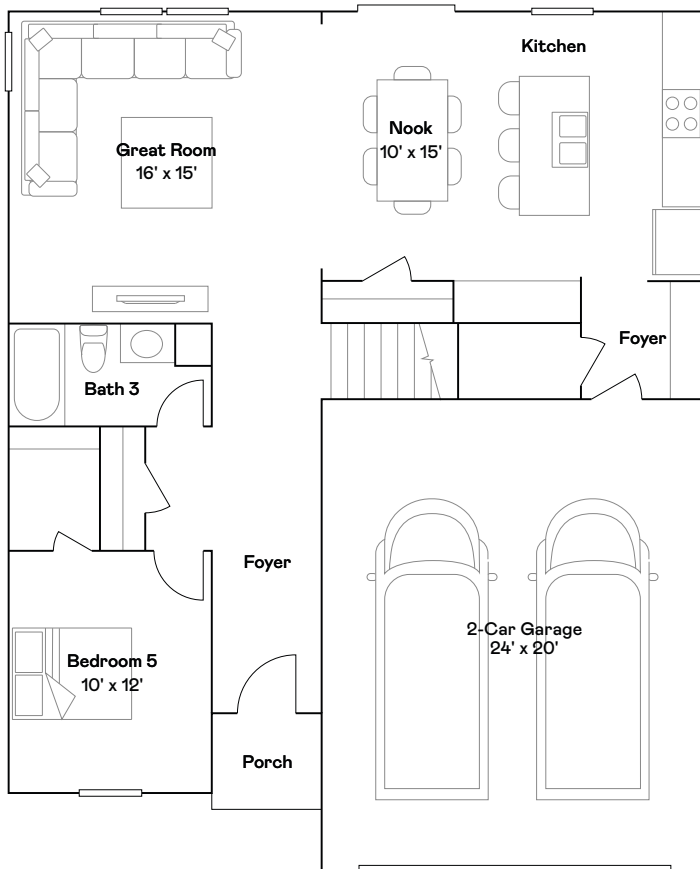 Kitchen
Nook
10' x 15'
Great Room
16' x 15'
Foyer
Bath 3
Foyer
2-Car Garage
24' x 20'
Bedroom 5
10' x 12'
Porch